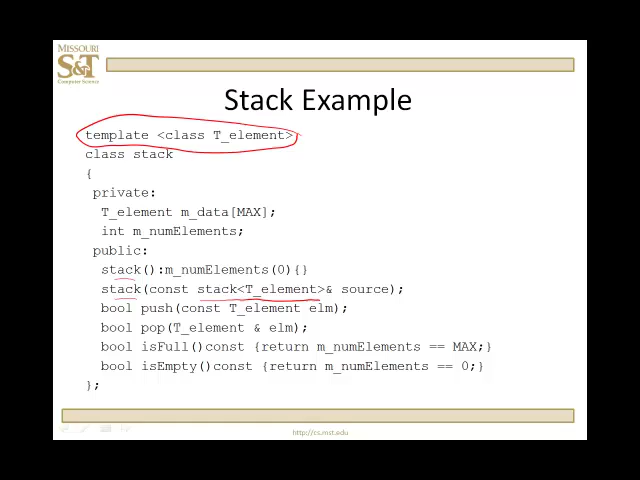 MISSOURI
S&T
Computer Science
Stack Example
template <class T_element>
class stack
{
private:
T_element m_data[MAX];
int m_numElements;
public:
stack():m_numElements(0){}
stack(const stack<T_element>& source);
bool push(const T_element elm);
bool pop(T_element & elm);
bool isFull()const {return m_numElements == MAX;}
bool isEmpty()const {return m_numElements == 0;}
};
http://cs.mst.edu